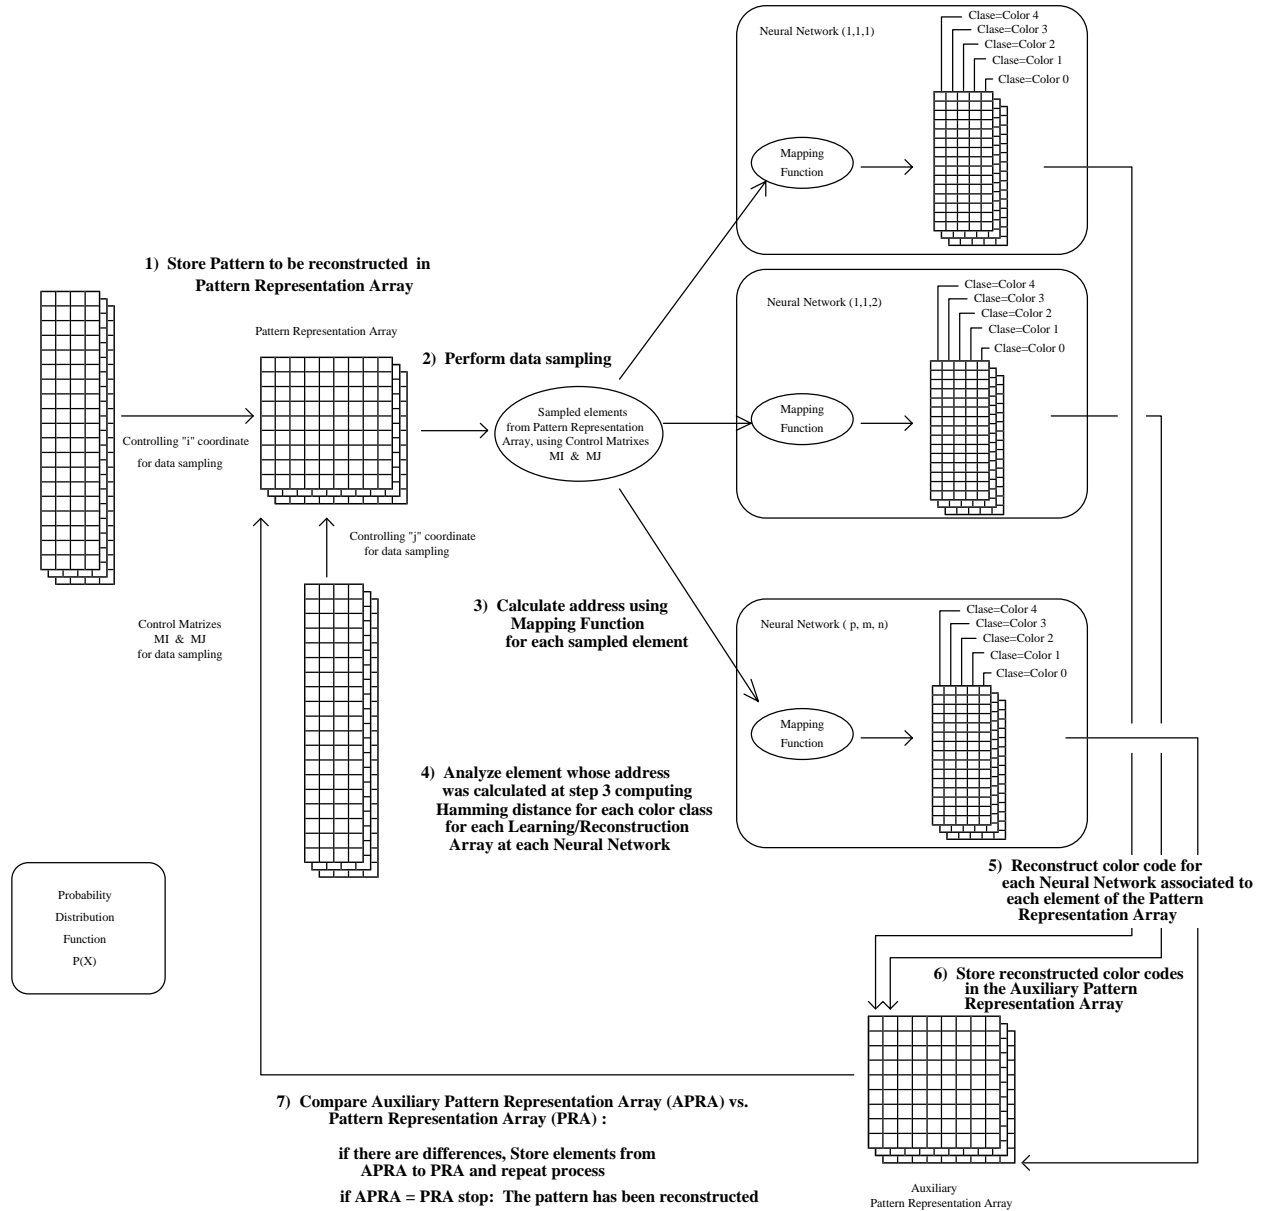 Neural Network (1,1,1)
Clase=Color 4
Clase=Color 3
Clase=Color 2
Clase=Color 1
Clase=Color 0
Mapping
Function
1) Store Pattern to be reconstructed in
Pattern Representation Array
Pattern Representation Array
Controlling "i" coordinate
for data sampling
2) Perform data sampling
Sampled elements
from Pattern Representation
Array, using Control Matrixes
MI & MJ
Neural Network (1,1,2)
Clase=Color 4
Clase=Color 3
Clase=Color 2
Clase=Color 1
Clase=Color 0
Mapping
Function
Controlling "j" coordinate
for data sampling
Control Matrizes
MI & MJ
for data sampling
3) Calculate address using
Mapping Function
for each sampled element
Neural Network ( p, m, n)
Clase=Color 4
Clase=Color 3
Clase=Color 2
Clase=Color 1
Clase=Color 0
Mapping
Function
4) Analyze element whose address
was calculated at step 3 computing
Hamming distance for each color class
for each Learning/Reconstruction
Array at each Neural Network
Probability
Distribution
Function
P(X)
5) Reconstruct color code for
each Neural Network associated to
each element of the Pattern
Representation Array
6) Store reconstructed color codes
in the Auxiliary Pattern
Representation Array
7) Compare Auxiliary Pattern Representation Array (APRA) vs.
Pattern Representation Array (PRA) :
if there are differences, Store elements from
APRA to PRA and repeat process
if APRA = PRA stop: The pattern has been reconstructed
Auxiliary
Pattern Representation Array